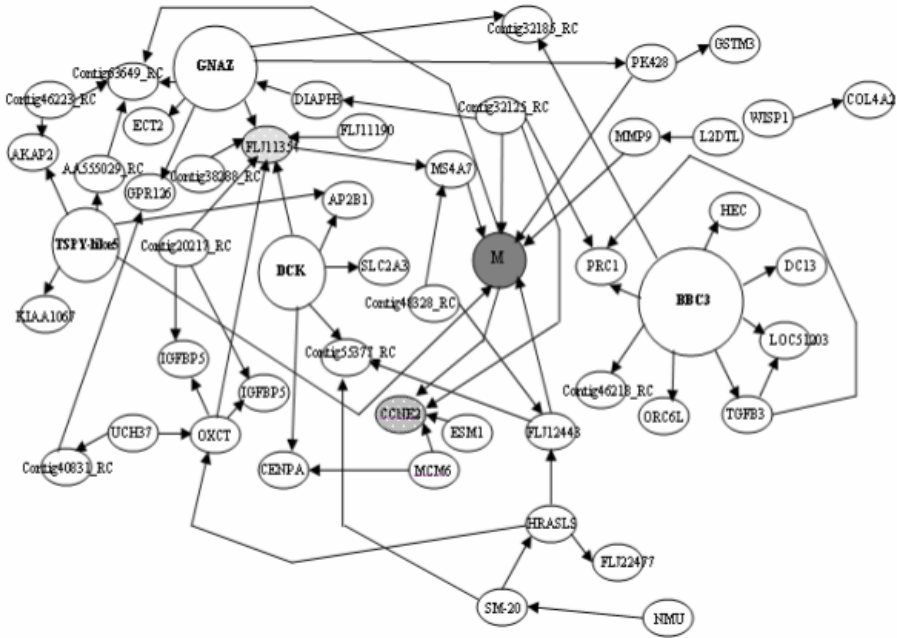 Contig32185_RC
GSTM3
GNAZ
Contig63649_RC
PK428
Contig46223_RC
DIAPH3
Contig32125_RC
COL4A2
WISP1
ECT2
FLJ11190
MMP9
L2DTL
AKAP2
FLJ11354
AA555029_RC
Contig38288_RC
MS4A7
GPR126
AP2B1
HEC
TSPY-like5
Contig20217_RC
M
SLC2A3
PRC1
DC13
DCK
BBC3
Contig48328_RC
KIAA1067
LOC51203
IGFBP5
Contig55377_RC
IGFBP5
Contig46218_RC
CCNE2
ORC6L
TGFB3
UCH37
OXCT
ESM1
FLJ12443
Contig40831_RC
CENPA
MCM6
HRASLS
FLJ22477
SM-20
NMU